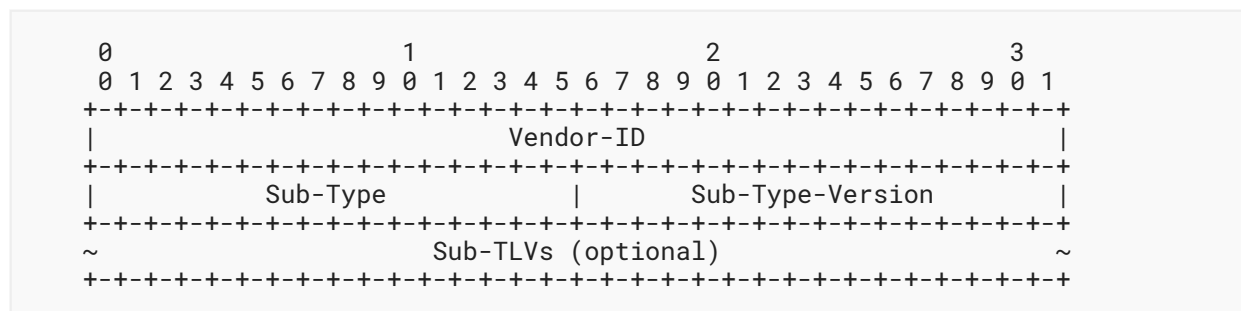 0                   1                   2                   3
 0 1 2 3 4 5 6 7 8 9 0 1 2 3 4 5 6 7 8 9 0 1 2 3 4 5 6 7 8 9 0 1
+-+-+-+-+-+-+-+-+-+-+-+-+-+-+-+-+-+-+-+-+-+-+-+-+-+-+-+-+-+-+-+-+
|                           Vendor-ID                           |
+-+-+-+-+-+-+-+-+-+-+-+-+-+-+-+-+-+-+-+-+-+-+-+-+-+-+-+-+-+-+-+-+
|           Sub-Type            |       Sub-Type-Version        |
+-+-+-+-+-+-+-+-+-+-+-+-+-+-+-+-+-+-+-+-+-+-+-+-+-+-+-+-+-+-+-+-+
~                      Sub-TLVs (optional)                      ~
+-+-+-+-+-+-+-+-+-+-+-+-+-+-+-+-+-+-+-+-+-+-+-+-+-+-+-+-+-+-+-+-+